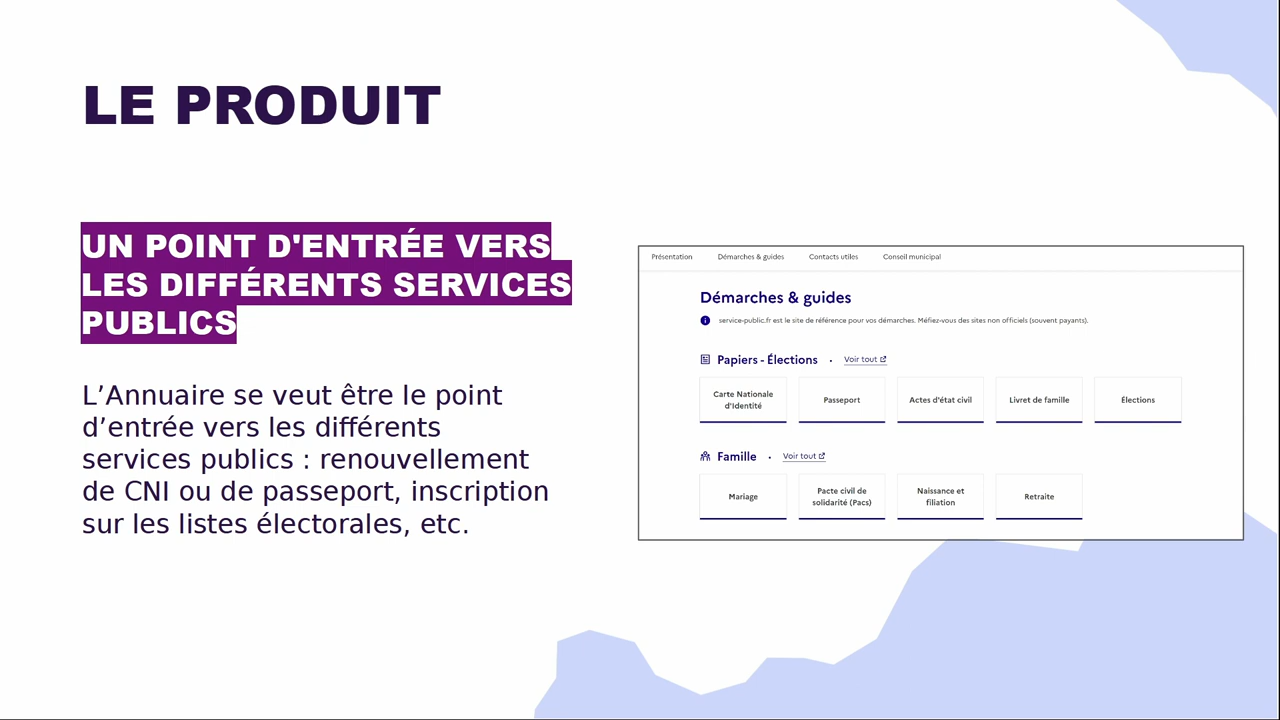 LE PRODUIT
UN POINT D'ENTRÉE VERS
LES DIFFÉRENTS SERVICES
PUBLICS
L’Annuaire se veut être le point
d’entrée vers les différents
services publics : renouvellement
de CNI ou de passeport, inscription
sur les listes électorales, etc.
Présentation Démarches & guides Contacts utiles Conseil municipal
Démarches & guides
service-public.fr est le site de référence pour vos démarches. Méfiez-vous des sites non officiels (souvent payants).
Papiers - Élections • Voir tout
Carte Nationale
d'Identité
Passeport
Actes d'état civil
Livret de famille
Élections
Famille • Voir tout
Mariage
Pacte civil de
solidarité (Pacs)
Naissance et
filiation
Retraite